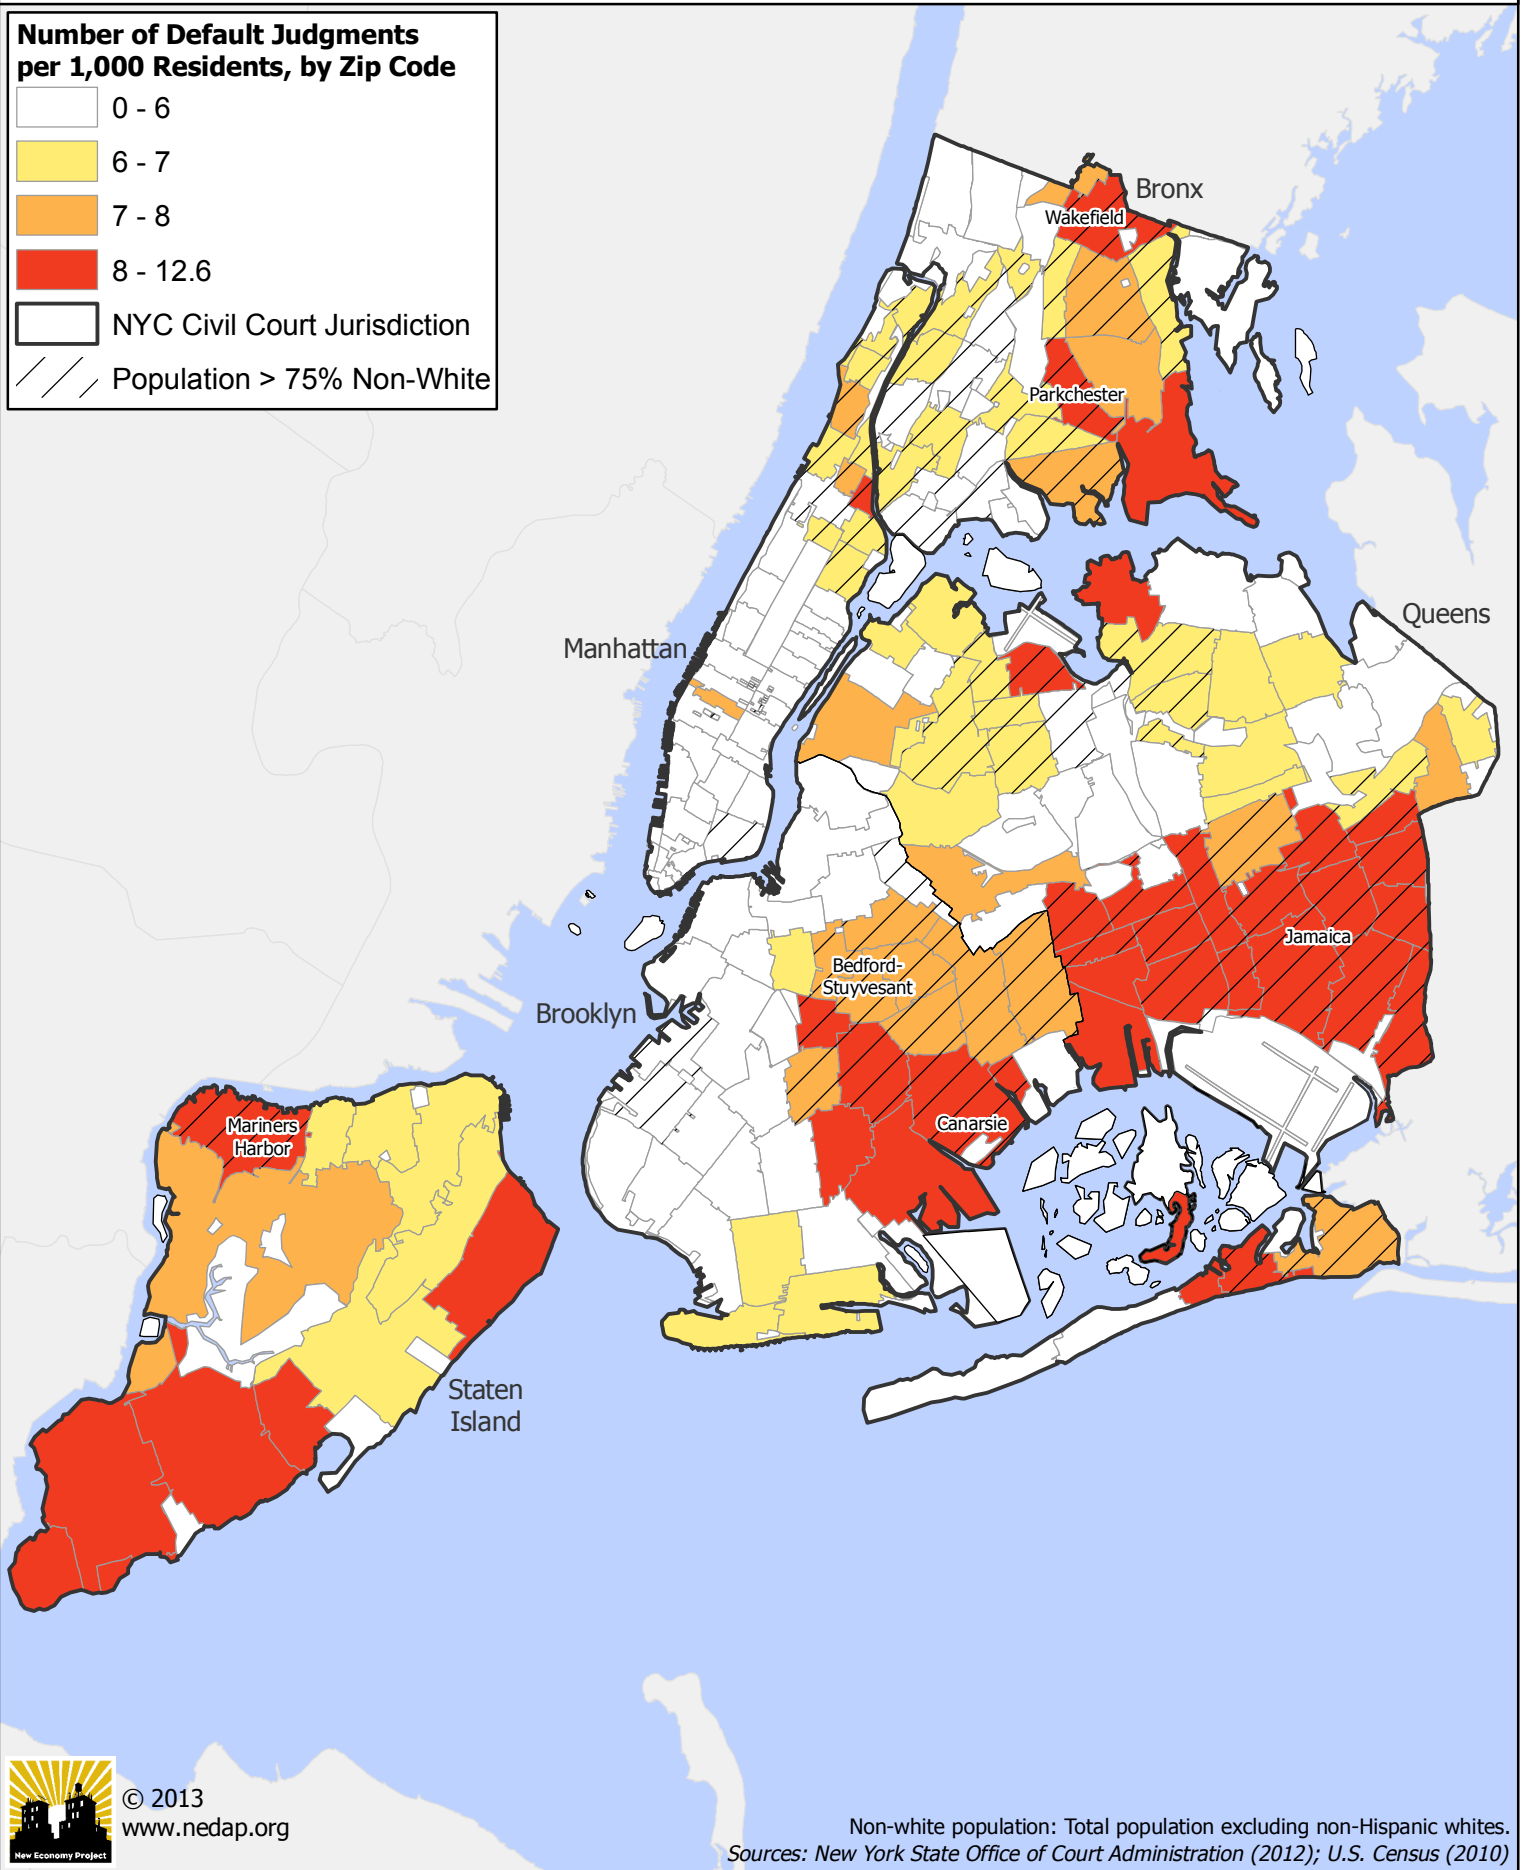 Number of Default Judgments
per 1,000 Residents, by Zip Code
0 - 6
6 - 7
7 - 8
8 - 12.6
NYC Civil Court Jurisdiction
Population > 75% Non-White
Bronx
Wakefield
Parkchester
Queens
Manhattan
Jamaica
Bedford-
Stuyvesant
Brooklyn
Canarsie
Mariners
Harbor
Staten
Island
New Economy Project
© 2013
www.nedap.org
Non-white population: Total population excluding non-Hispanic whites.
Sources: New York State Office of Court Administration (2012); U.S. Census (2010)